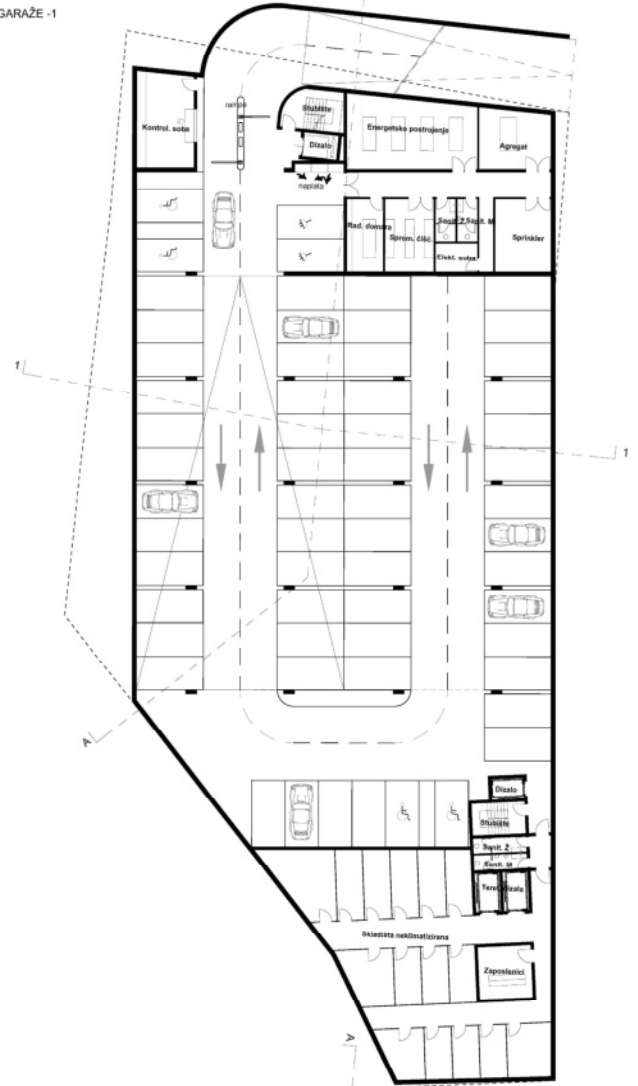 GARAŽE -1
rampa
Stubište
Kontrol. soba
Energetsko postrojenje
Dizalo
Agregat
naplata
Rad. domara
Sprem. čišć.
Sanit. Ž
Sanit. M
Sprinkler
Elekt. soba
1
1
A
Dizalo
Stubište
Sanit. Ž
Sanit. M
Teret. dizala
Skladišta neklimatizirana
Zaposlenici
A